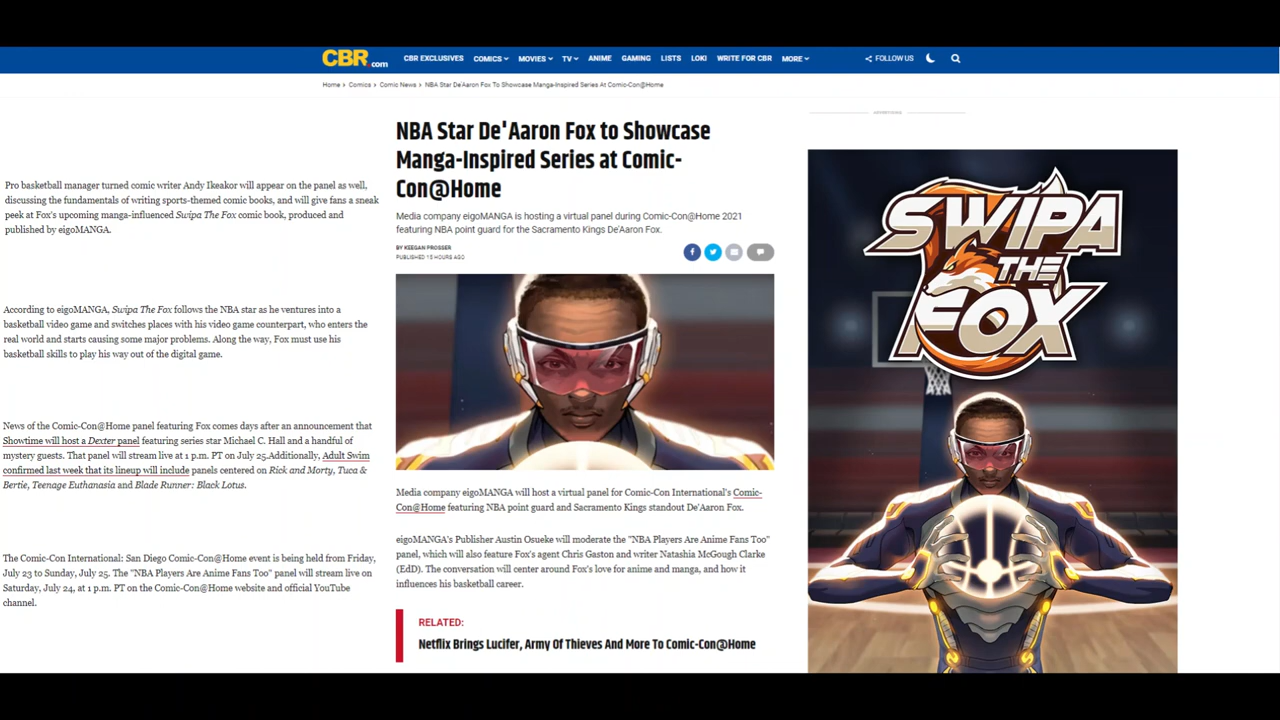 CBR.com
CBR EXCLUSIVES COMICS MOVIES TV ANIME GAMING LISTS LOKI WRITE FOR CBR MORE FOLLOW US
Home > Comics > Comic News > NBA Star De'Aaron Fox To Showcase Manga-Inspired Series At Comic-Con@Home
ADVERTISING
NBA Star De'Aaron Fox to Showcase
Manga-Inspired Series at Comic-
Con@Home
Media company eigoMANGA is hosting a virtual panel during Comic-Con@Home 2021
featuring NBA point guard for the Sacramento Kings De'Aaron Fox.
BY KEEGAN PROSSER
PUBLISHED 15 HOURS AGO
Media company eigoMANGA will host a virtual panel for Comic-Con International's Comic-
Con@Home featuring NBA point guard and Sacramento Kings standout De'Aaron Fox.
eigoMANGA's Publisher Austin Osueke will moderate the "NBA Players Are Anime Fans Too"
panel, which will also feature Fox's agent Chris Gaston and writer Natashia McGough Clarke
(EdD). The conversation will center around Fox's love for anime and manga, and how it
influences his basketball career.
RELATED:
Netflix Brings Lucifer, Army Of Thieves And More To Comic-Con@Home
Pro basketball manager turned comic writer Andy Ikeakor will appear on the panel as well,
discussing the fundamentals of writing sports-themed comic books, and will give fans a sneak
peek at Fox's upcoming manga-influenced Swipa The Fox comic book, produced and
published by eigoMANGA.
According to eigoMANGA, Swipa The Fox follows the NBA star as he ventures into a
basketball video game and switches places with his video game counterpart, who enters the
real world and starts causing some major problems. Along the way, Fox must use his
basketball skills to play his way out of the digital game.
News of the Comic-Con@Home panel featuring Fox comes days after an announcement that
Showtime will host a Dexter panel featuring series star Michael C. Hall and a handful of
mystery guests. That panel will stream live at 1 p.m. PT on July 25.Additionally, Adult Swim
confirmed last week that its lineup will include panels centered on Rick and Morty, Tuca &
Bertie, Teenage Euthanasia and Blade Runner: Black Lotus.
The Comic-Con International: San Diego Comic-Con@Home event is being held from Friday,
July 23 to Sunday, July 25. The "NBA Players Are Anime Fans Too" panel will stream live on
Saturday, July 24, at 1 p.m. PT on the Comic-Con@Home website and official YouTube
channel.
SWIPA
THE
FOX